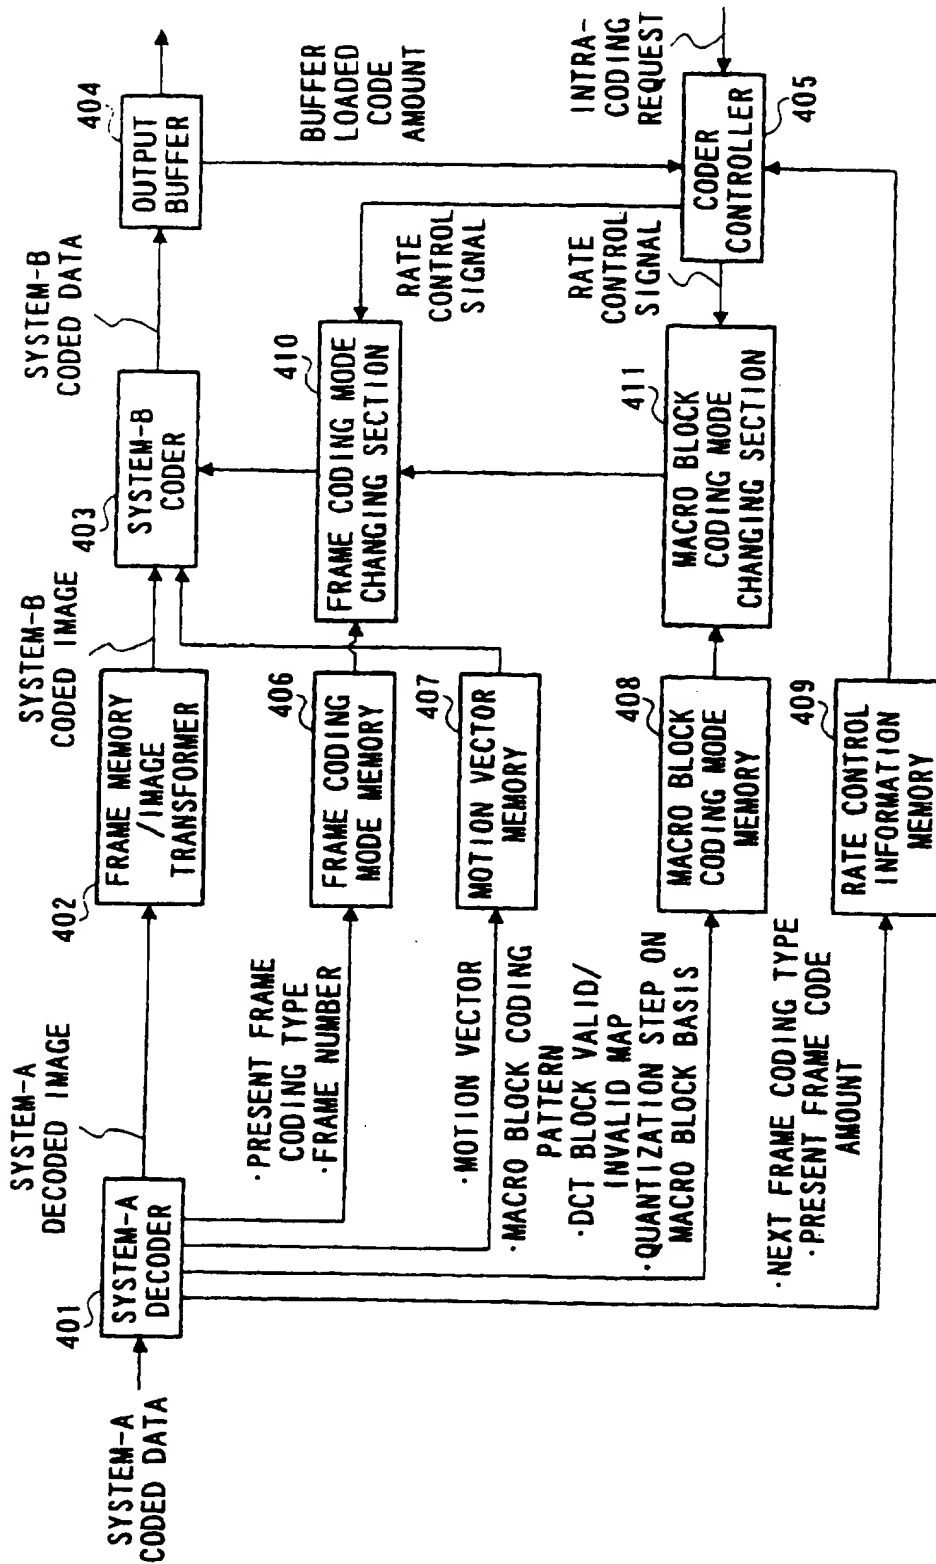 SYSTEM-A
CODED DATA
401
SYSTEM-A
DECODER
SYSTEM-A
DECODED IMAGE
402
FRAME MEMORY
/IMAGE
TRANSFORMER
SYSTEM-B
CODED IMAGE
403
SYSTEM-B
CODER
SYSTEM-B
CODED DATA
404
OUTPUT
BUFFER
BUFFER
LOADED
CODE
AMOUNT
·PRESENT FRAME
CODING TYPE
·FRAME NUMBER
406
FRAME CODING
MODE MEMORY
410
FRAME CODING MODE
CHANGING SECTION
RATE
CONTROL
SIGNAL
·MOTION VECTOR
407
MOTION VECTOR
MEMORY
·MACRO BLOCK CODING
PATTERN
·DCT BLOCK VALID/
INVALID MAP
·QUANTIZATION STEP ON
MACRO BLOCK BASIS
408
MACRO BLOCK
CODING MODE
MEMORY
411
MACRO BLOCK
CODING MODE
CHANGING SECTION
RATE
CONTROL
SIGNAL
INTRA-
CODING
REQUEST
CODER
CONTROLLER
405
·NEXT FRAME CODING TYPE
·PRESENT FRAME CODE
AMOUNT
409
RATE CONTROL
INFORMATION
MEMORY